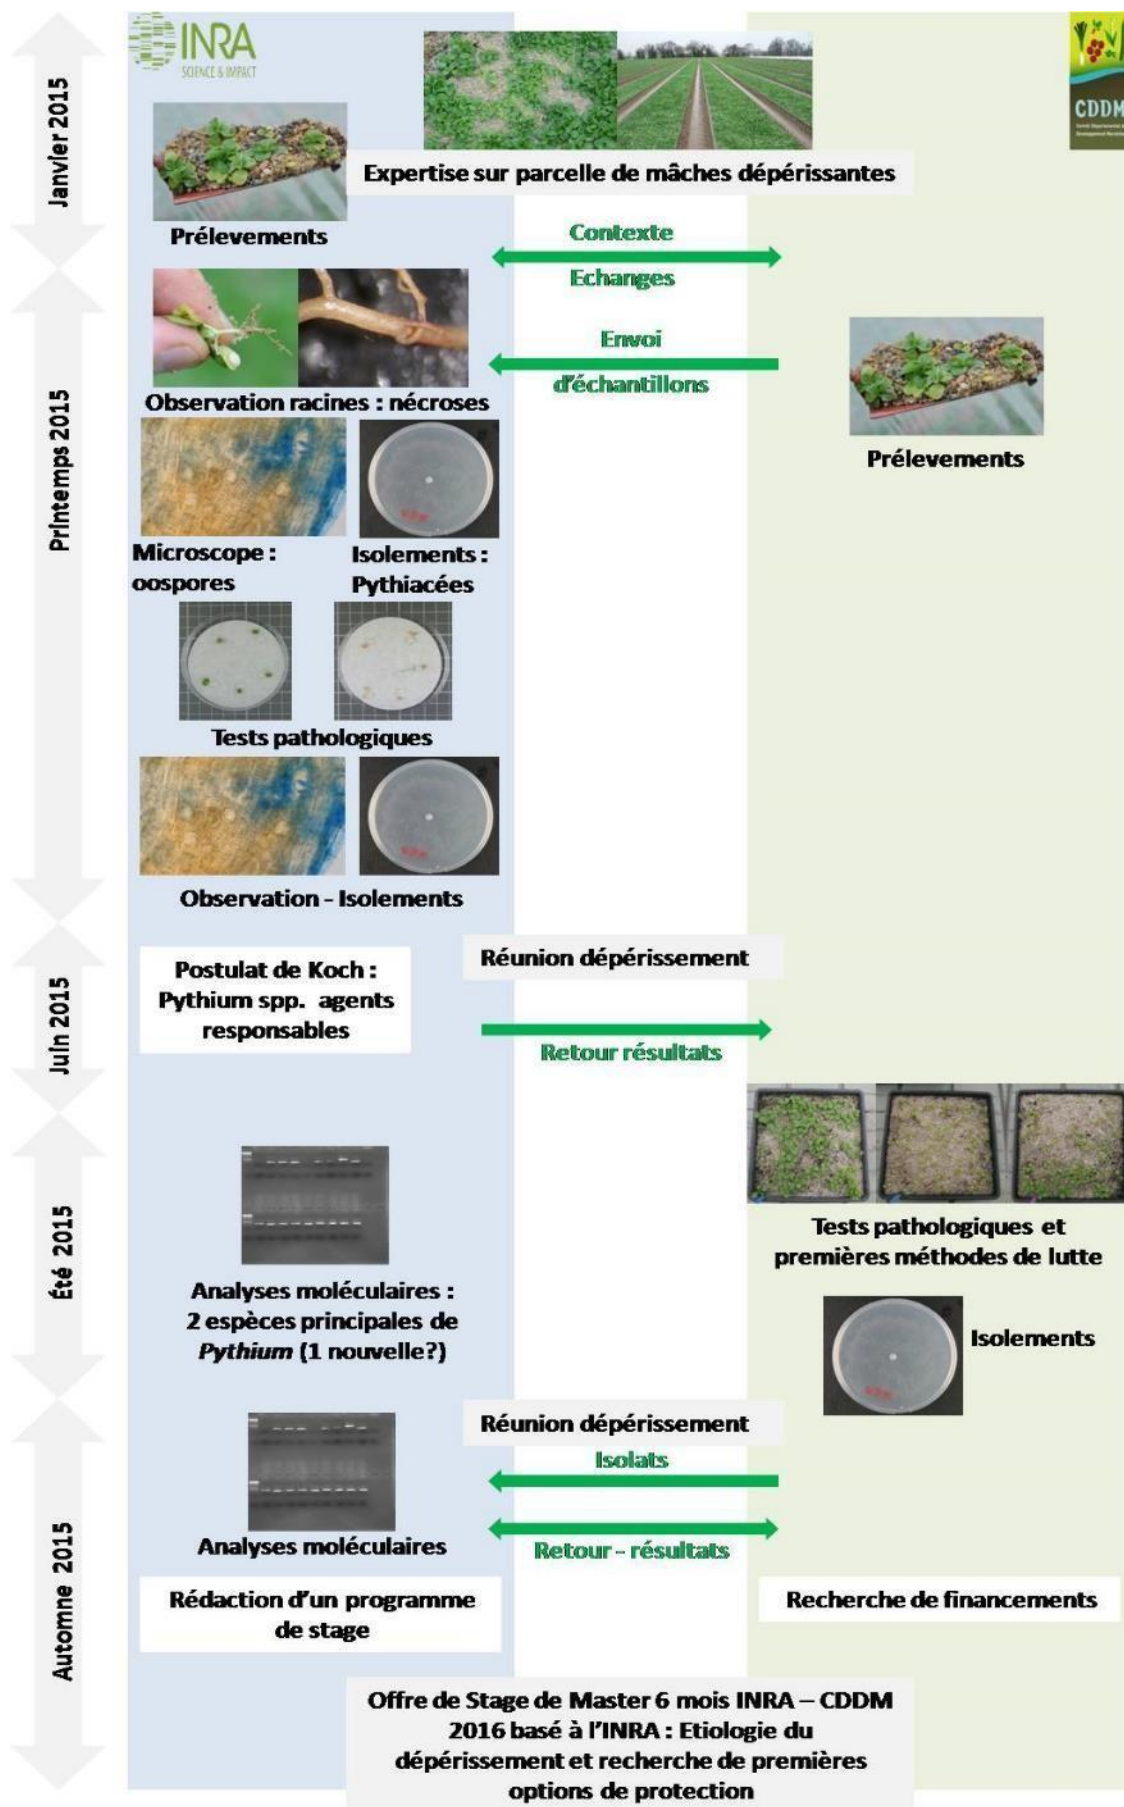 INRA
SCIENCE & IMPACT
CDDM
Janvier 2015
Expertise sur parcelle de mâches dépérissantes
Prélevements
Contexte
Echanges
Printemps 2015
Envoi
d'échantillons
Observation racines : nécroses
Prélevements
Microscope :
oospores
Isolements :
Pythiacées
Tests pathologiques
Observation - Isolements
Juin 2015
Postulat de Koch :
Pythium spp. agents
responsables
Réunion dépérissement
Retour résultats
Été 2015
Tests pathologiques et
premières méthodes de lutte
Analyses moléculaires :
2 espèces principales de
Pythium (1 nouvelle?)
Isolements
Automne 2015
Réunion dépérissement
Isolats
Analyses moléculaires
Retour - résultats
Rédaction d'un programme
de stage
Recherche de financements
Offre de Stage de Master 6 mois INRA – CDDM
2016 basé à l'INRA : Etiologie du
dépérissement et recherche de premières
options de protection